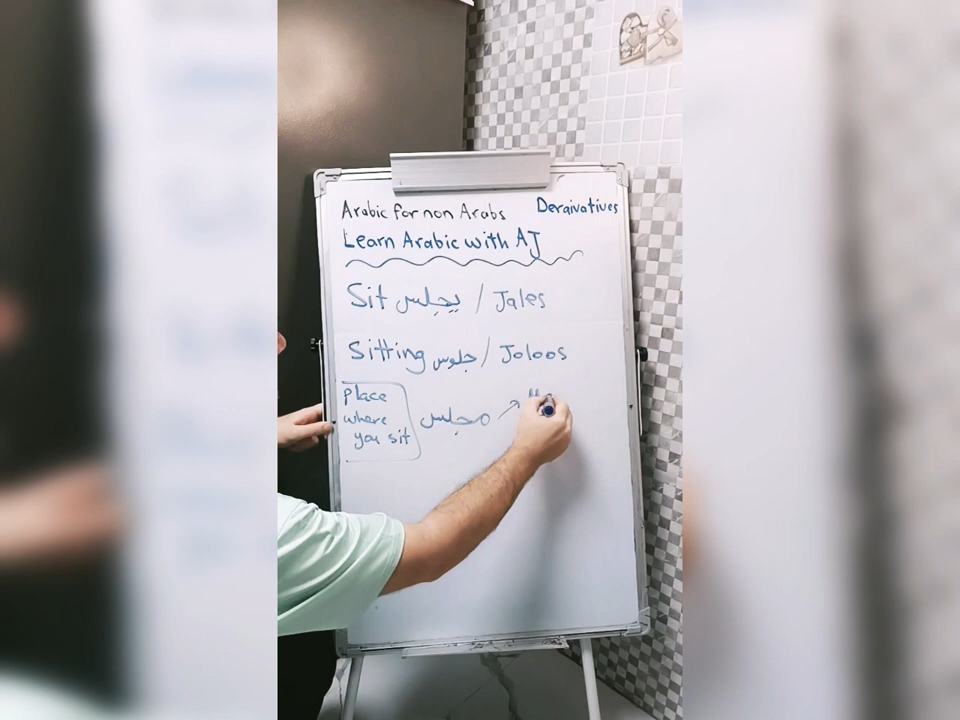 Arabic for non Arabs
Deraivatives
Learn Arabic with AJ
Sit يجلس / Jales
Sitting جلوس / Joloos
place
where
you sit
مجلس